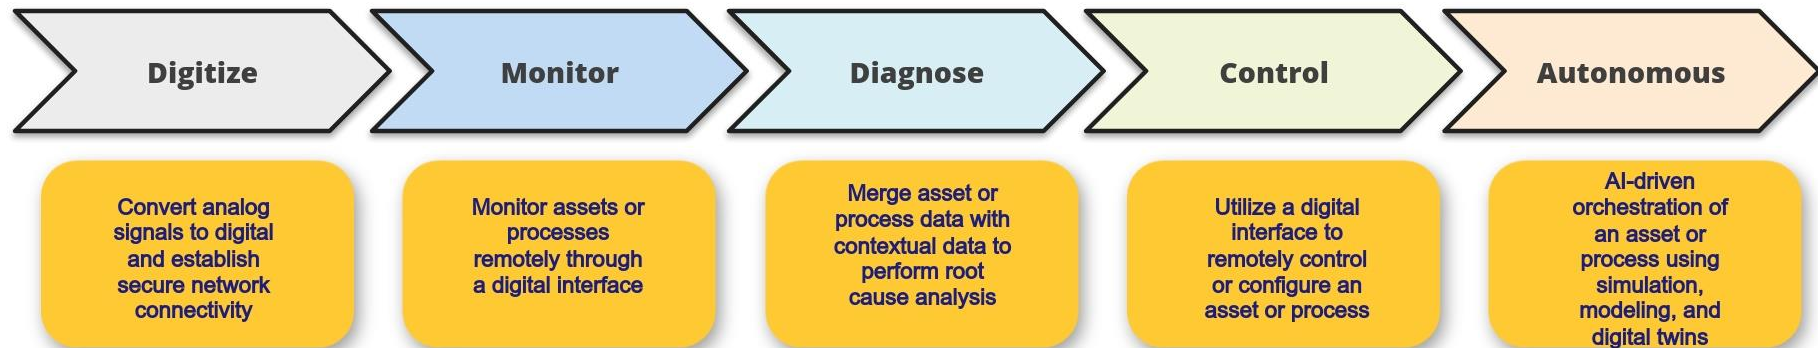 Digitize
Monitor
Diagnose
Control
Autonomous
Convert analog
signals to digital
and establish
secure network
connectivity
Monitor assets or
processes
remotely through
a digital interface
Merge asset or
process data with
contextual data to
perform root
cause analysis
Utilize a digital
interface to
remotely control
or configure an
asset or process
AI-driven
orchestration of
an asset or
process using
simulation,
modeling, and
digital twins